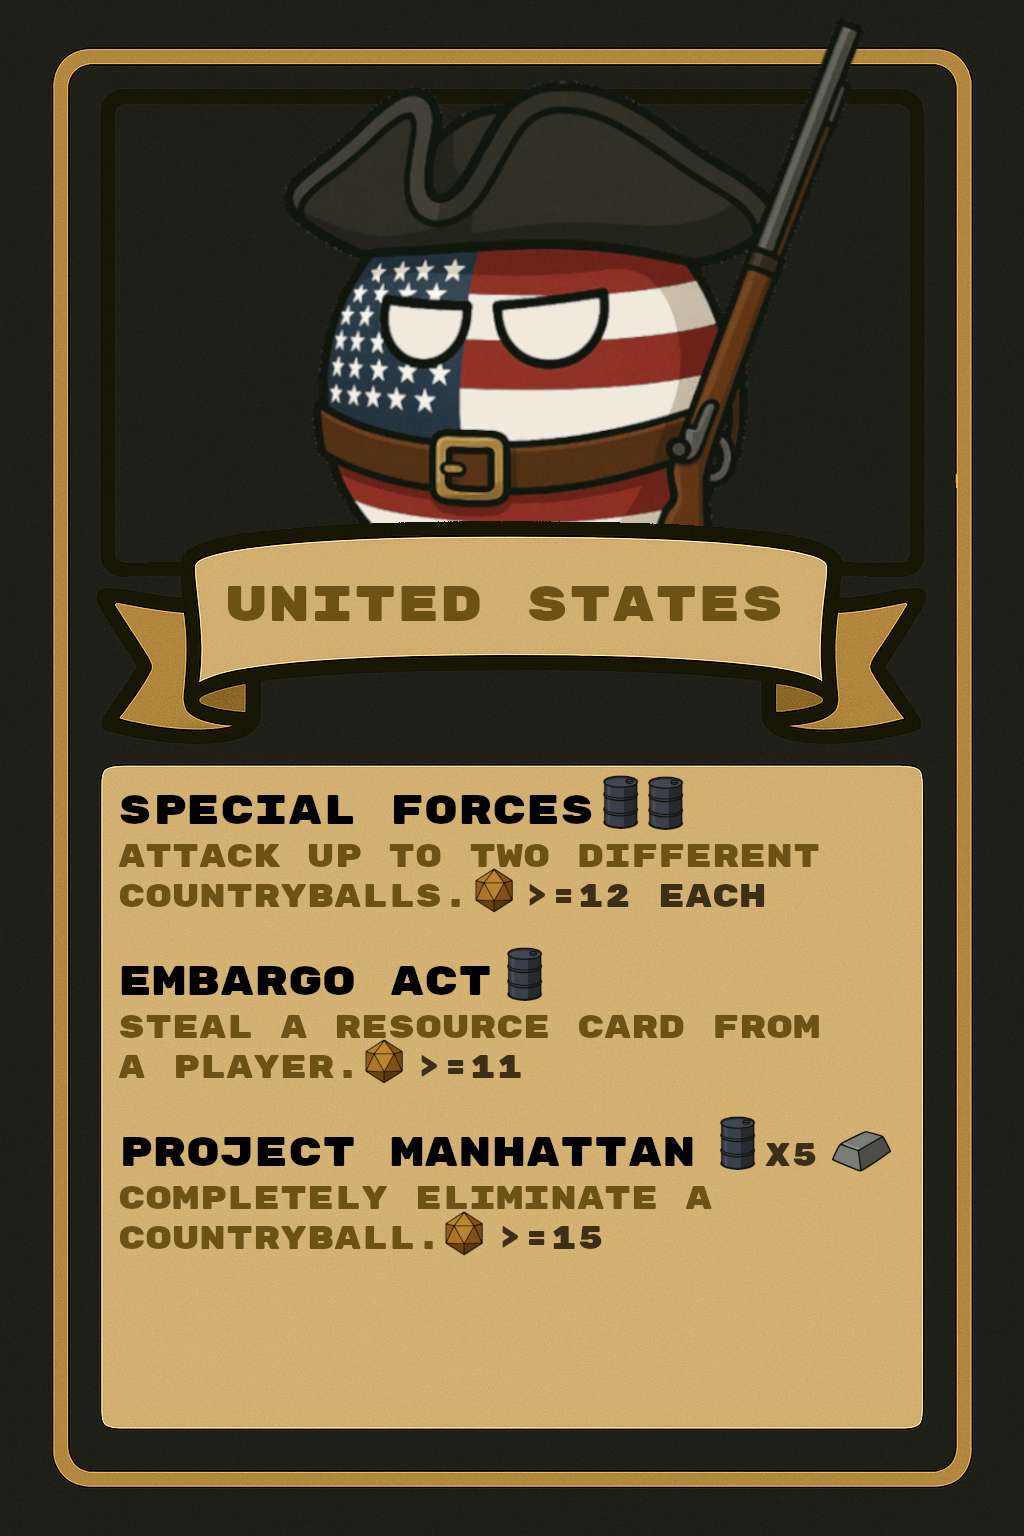 UNITED STATES
SPECIAL FORCES
ATTACK UP TO TWO DIFFERENT
COUNTRYBALLS. >=12 EACH
EMBARGO ACT
STEAL A RESOURCE CARD FROM
A PLAYER. >=11
PROJECT MANHATTAN X5
COMPLETELY ELIMINATE A
COUNTRYBALL. >=15